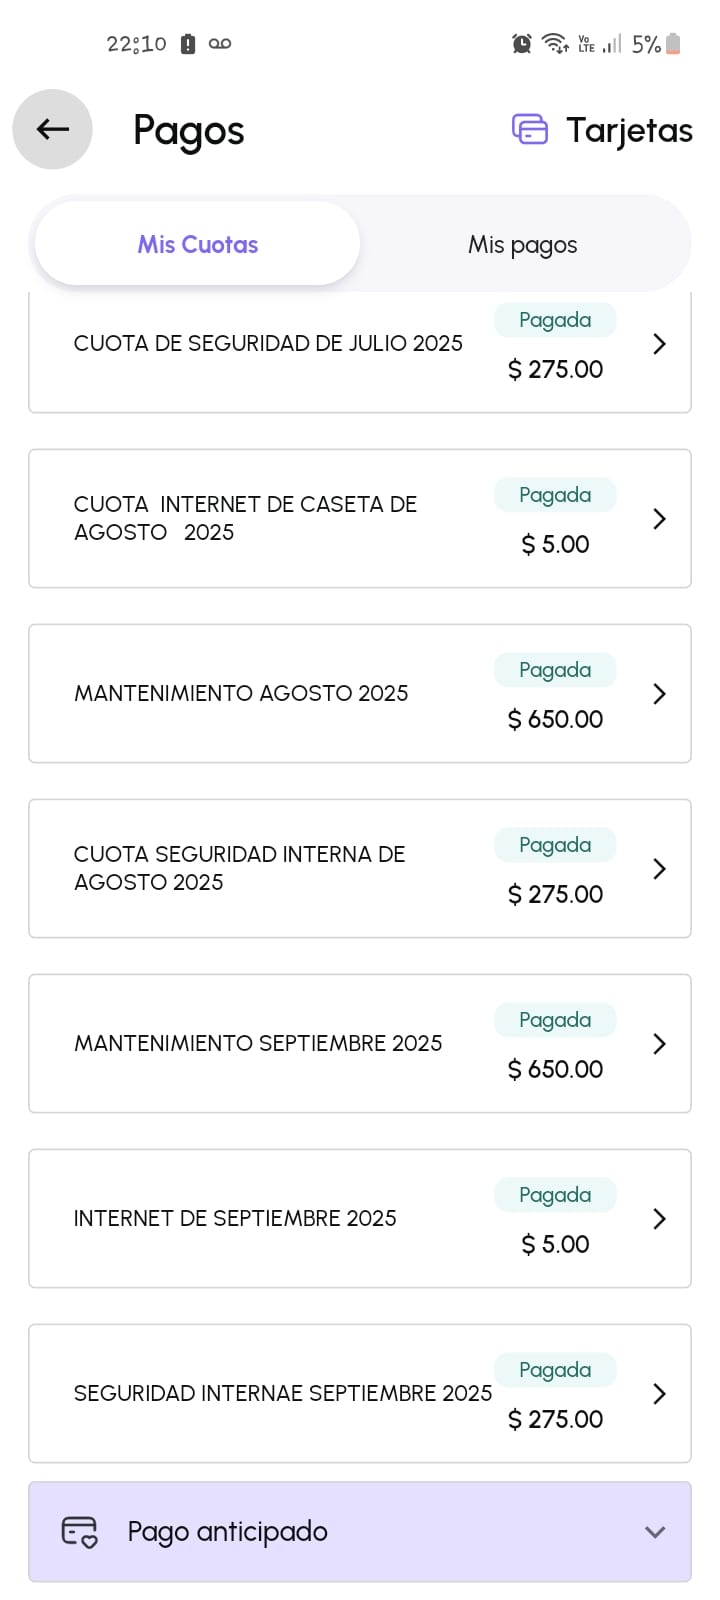 22:10
Vo
LTE
5%
Pagos
Tarjetas
Mis Cuotas
Mis pagos
Pagada
CUOTA DE SEGURIDAD DE JULIO 2025
$ 275.00
Pagada
CUOTA  INTERNET DE CASETA DE
AGOSTO   2025
$ 5.00
Pagada
MANTENIMIENTO AGOSTO 2025
$ 650.00
Pagada
CUOTA SEGURIDAD INTERNA DE
AGOSTO 2025
$ 275.00
Pagada
MANTENIMIENTO SEPTIEMBRE 2025
$ 650.00
Pagada
INTERNET DE SEPTIEMBRE 2025
$ 5.00
Pagada
SEGURIDAD INTERNAE SEPTIEMBRE 2025
$ 275.00
Pago anticipado